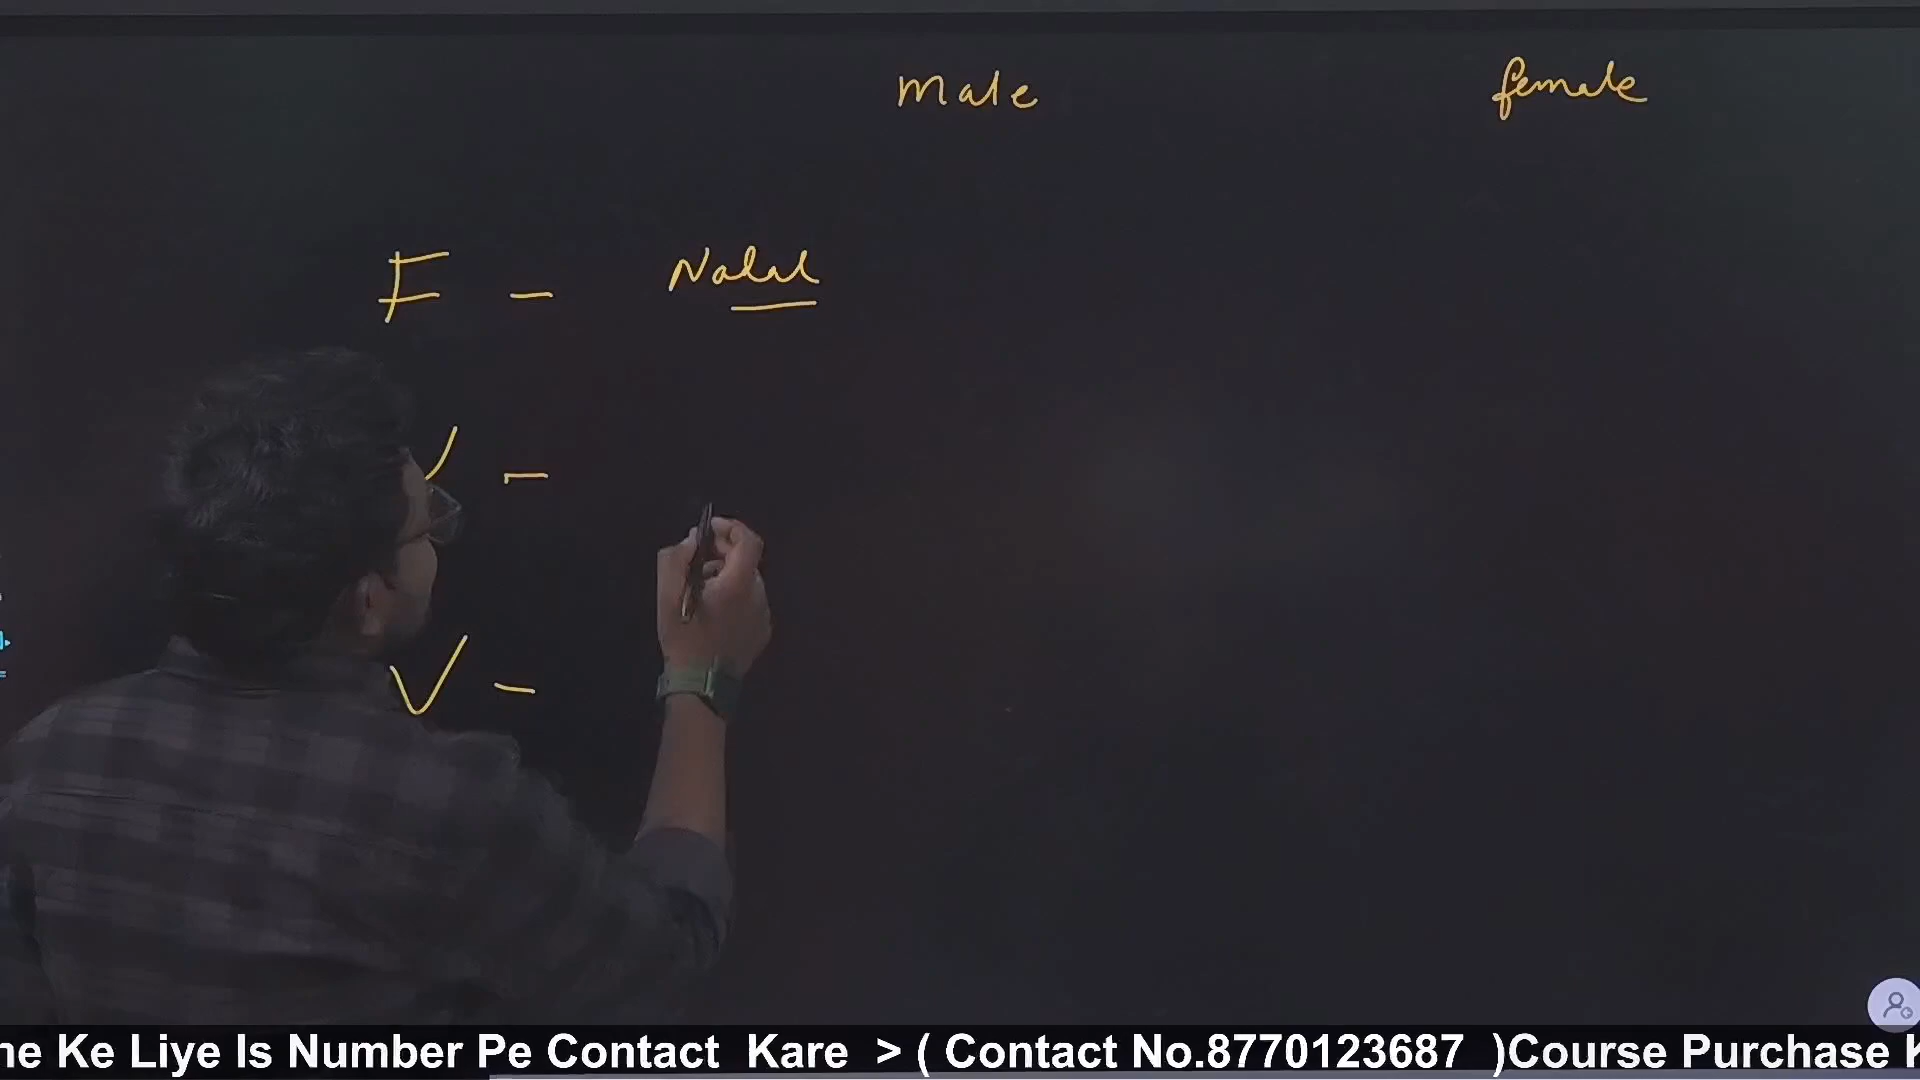 Male female
F - Nalal
-
V -
ne Ke Liye Is Number Pe Contact Kare > ( Contact No.8770123687 )Course Purchase K